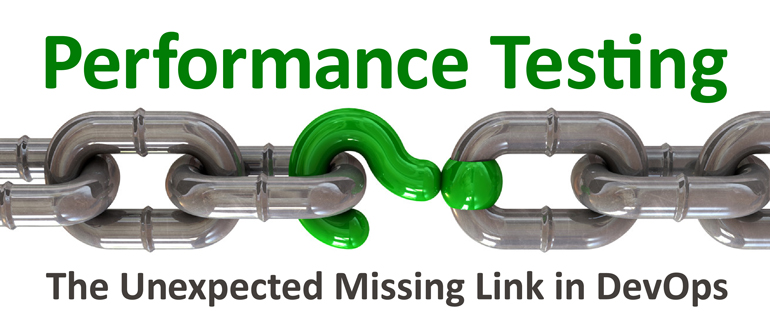 Performance Testing
The Unexpected Missing Link in DevOps